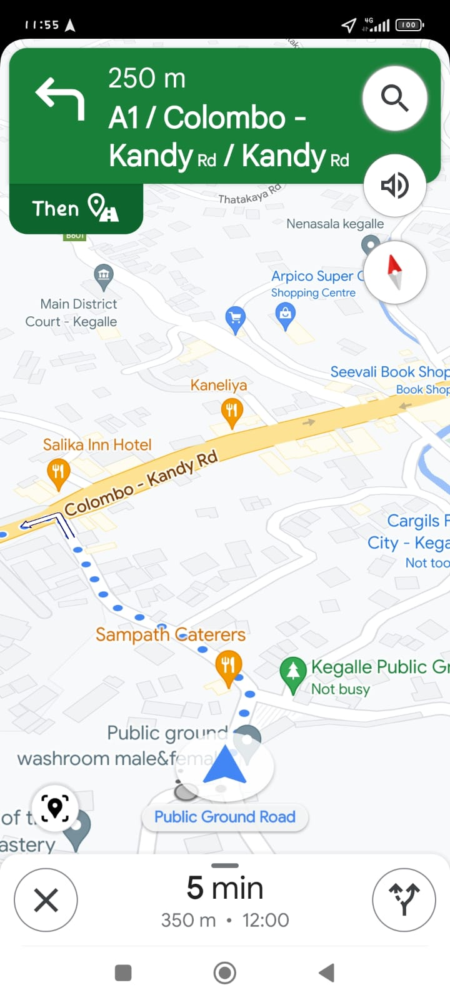 11:55
4G
100
250 m
A1 / Colombo -
Kandy Rd / Kandy Rd
Then
Thatakaya Rd
B601
Nenasala kegalle
Main District
Court - Kegalle
Arpico Super C
Shopping Centre
Seevali Book Shop
Book Shop
Kaneliya
Salika Inn Hotel
Colombo - Kandy Rd
Cargils F
City - Kega
Not too
Sampath Caterers
Kegalle Public Gr
Not busy
Public ground
washroom male&femal
Public Ground Road
of t
astery
5 min
350 m • 12:00